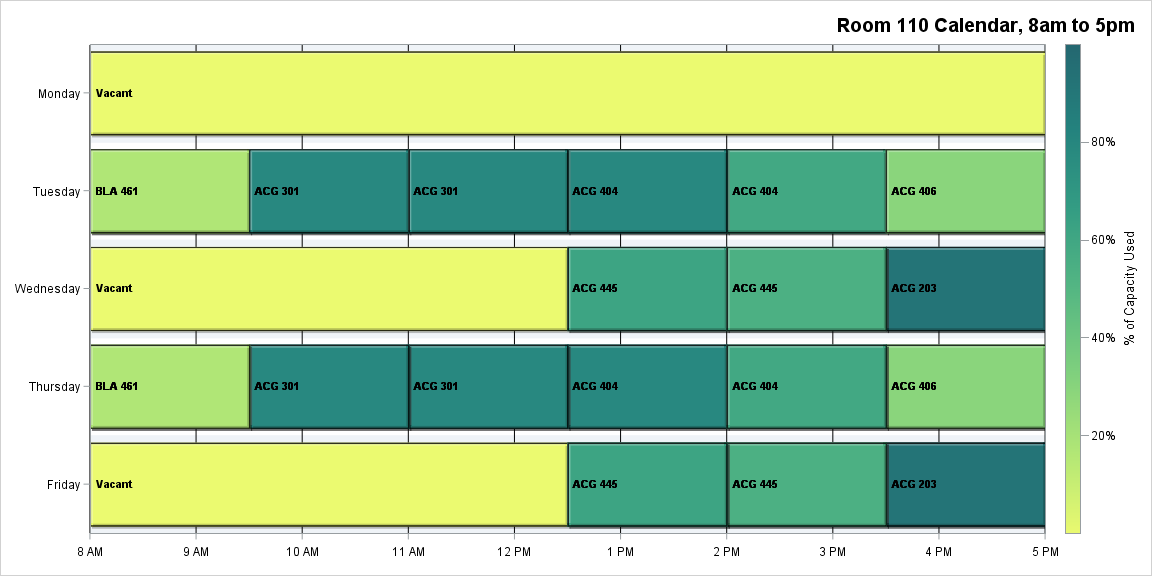 Room 110 Calendar, 8am to 5pm
Monday
Vacant
Tuesday
BLA 461
ACG 301
ACG 301
ACG 404
ACG 404
ACG 406
Wednesday
Vacant
ACG 445
ACG 445
ACG 203
Thursday
BLA 461
ACG 301
ACG 301
ACG 404
ACG 404
ACG 406
Friday
Vacant
ACG 445
ACG 445
ACG 203
8 AM
9 AM
10 AM
11 AM
12 PM
1 PM
2 PM
3 PM
4 PM
5 PM
80%
60%
40%
20%
% of Capacity Used